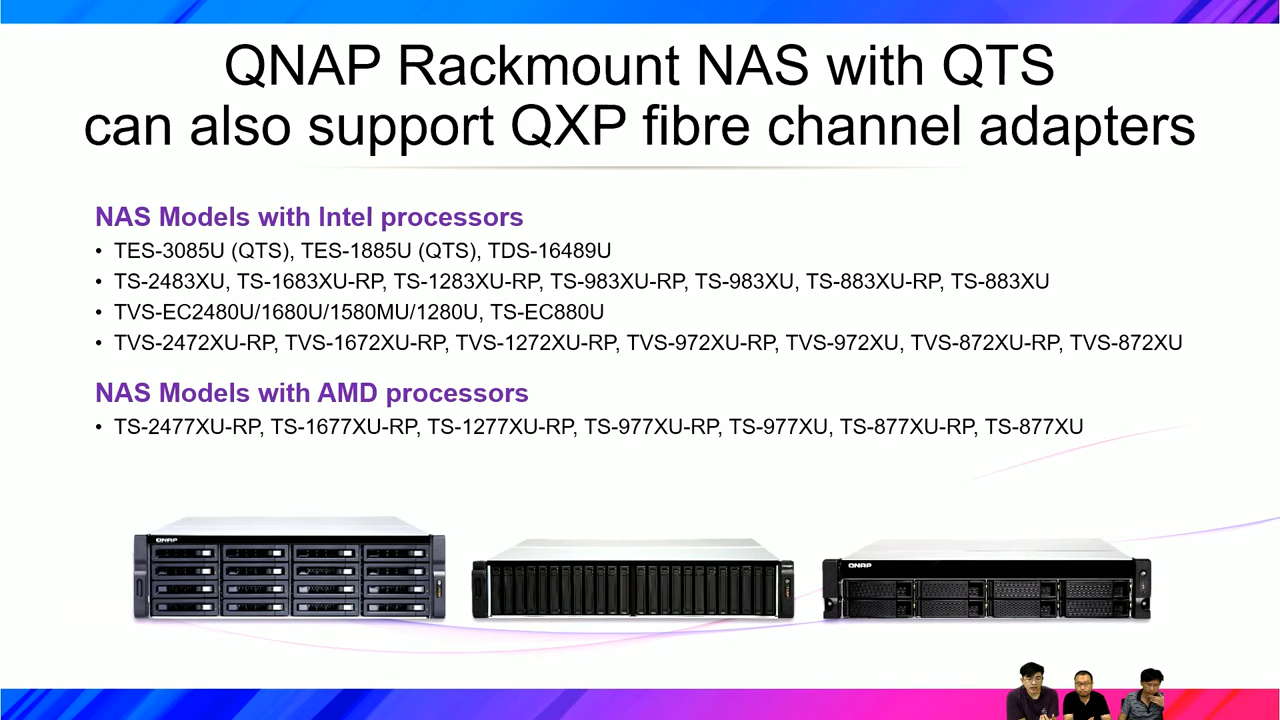 QNAP Rackmount NAS with QTS
can also support QXP fibre channel adapters
NAS Models with Intel processors
• TES-3085U (QTS), TES-1885U (QTS), TDS-16489U
• TS-2483XU, TS-1683XU-RP, TS-1283XU-RP, TS-983XU-RP, TS-983XU, TS-883XU-RP, TS-883XU
• TVS-EC2480U/1680U/1580MU/1280U, TS-EC880U
• TVS-2472XU-RP, TVS-1672XU-RP, TVS-1272XU-RP, TVS-972XU-RP, TVS-972XU, TVS-872XU-RP, TVS-872XU
NAS Models with AMD processors
• TS-2477XU-RP, TS-1677XU-RP, TS-1277XU-RP, TS-977XU-RP, TS-977XU, TS-877XU-RP, TS-877XU
QNAP
QNAP